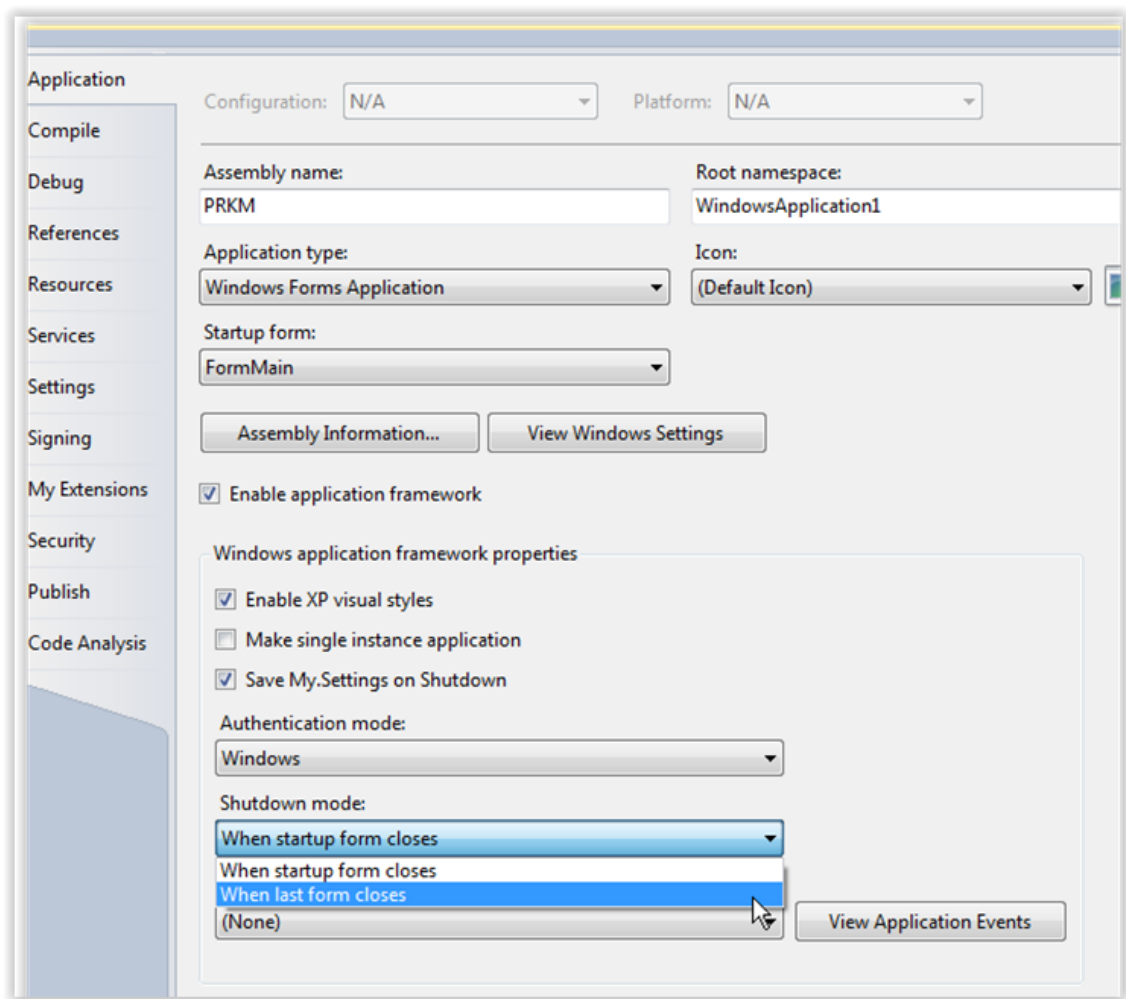 Application
Compile
Debug
References
Resources
Services
Settings
Signing
My Extensions
Security
Publish
Code Analysis
Configuration: N/A Platform: N/A
Assembly name: Root namespace:
PRKM WindowsApplication1
Application type: Icon:
Windows Forms Application (Default Icon)
Startup form:
FormMain
Assembly Information... View Windows Settings
Enable application framework
Windows application framework properties
Enable XP visual styles
Make single instance application
Save My.Settings on Shutdown
Authentication mode:
Windows
Shutdown mode:
When startup form closes
When startup form closes
When last form closes
(None) View Application Events